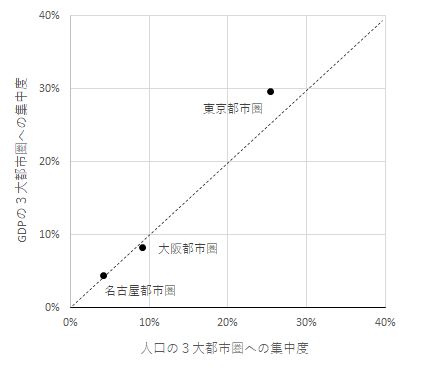 40%
30%
20%
10%
0%
GDPの３大都市圏への集中度
東京都市圏
大阪都市圏
名古屋都市圏
0% 10% 20% 30% 40%
人口の３大都市圏への集中度